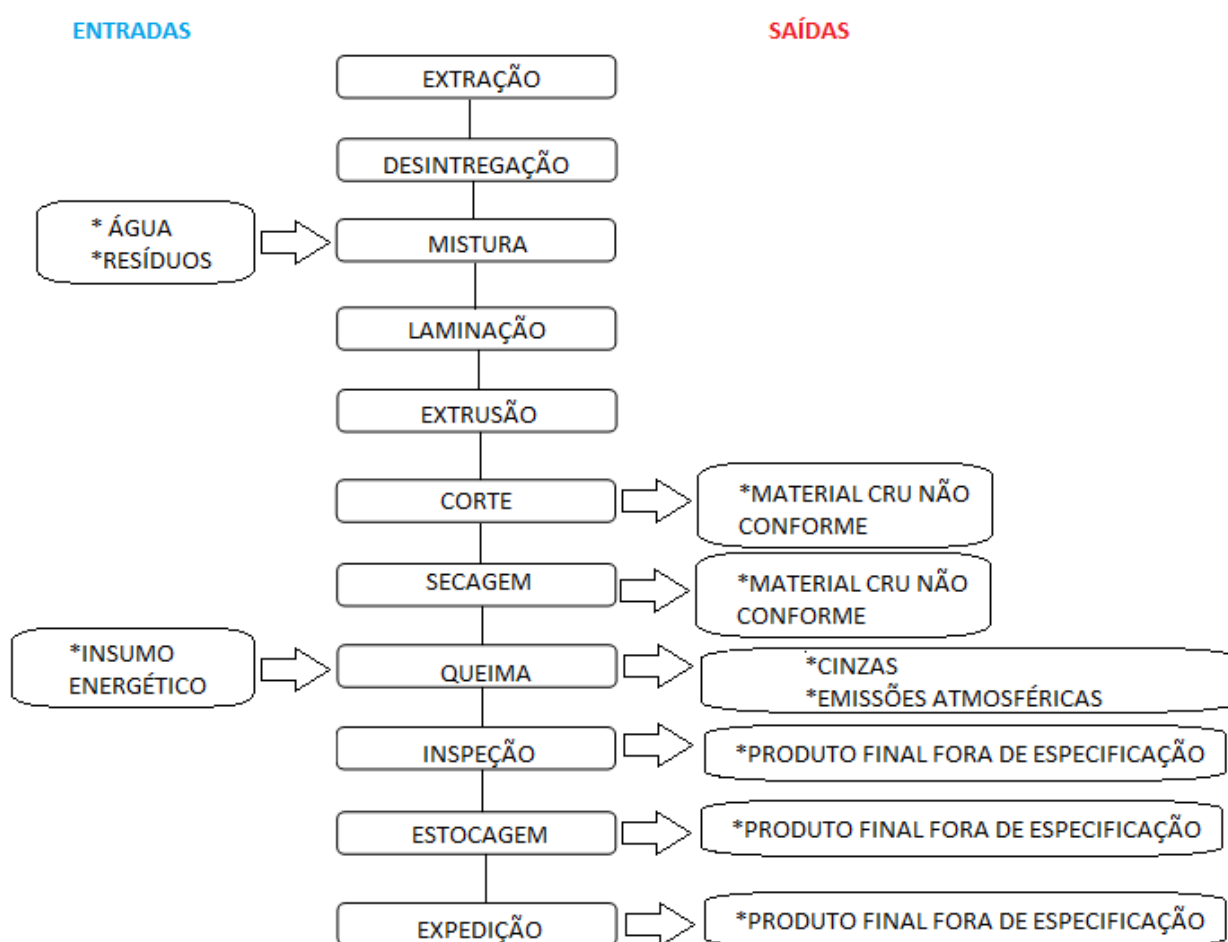 ENTRADAS
SAÍDAS
EXTRAÇÃO
DESINTREGAÇÃO
* ÁGUA
*RESÍDUOS
MISTURA
LAMINAÇÃO
EXTRUSÃO
CORTE
*MATERIAL CRU NÃO
CONFORME
SECAGEM
*MATERIAL CRU NÃO
CONFORME
*INSUMO
ENERGÉTICO
QUEIMA
*CINZAS
*EMISSÕES ATMOSFÉRICAS
INSPEÇÃO
*PRODUTO FINAL FORA DE ESPECIFICAÇÃO
ESTOCAGEM
*PRODUTO FINAL FORA DE ESPECIFICAÇÃO
EXPEDIÇÃO
*PRODUTO FINAL FORA DE ESPECIFICAÇÃO